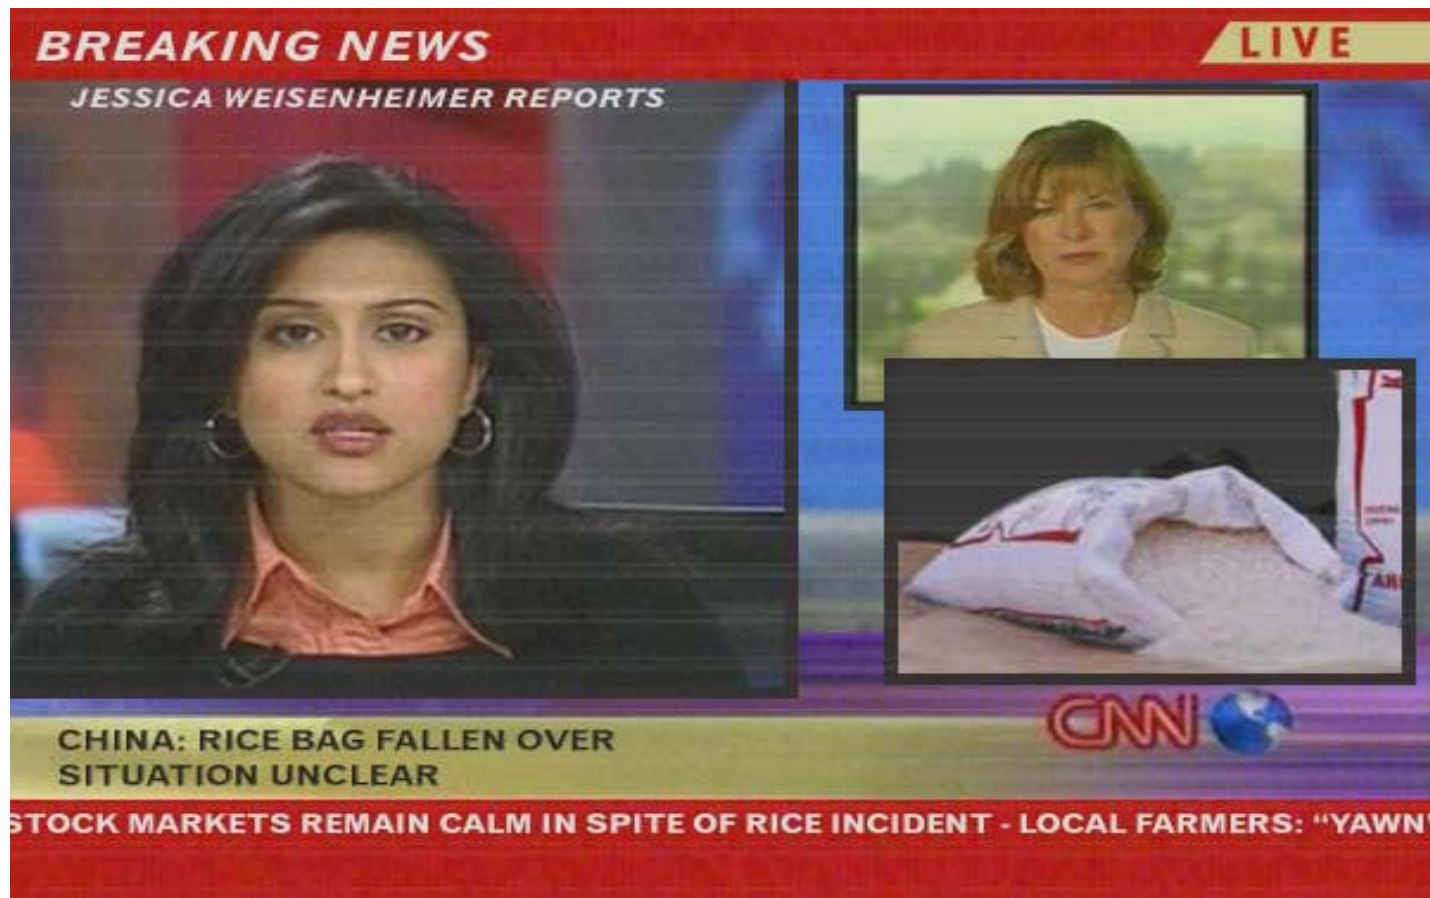 BREAKING NEWS
LIVE
JESSICA WEISENHEIMER REPORTS
CNN
CHINA: RICE BAG FALLEN OVER
SITUATION UNCLEAR
STOCK MARKETS REMAIN CALM IN SPITE OF RICE INCIDENT - LOCAL FARMERS: “YAWN”